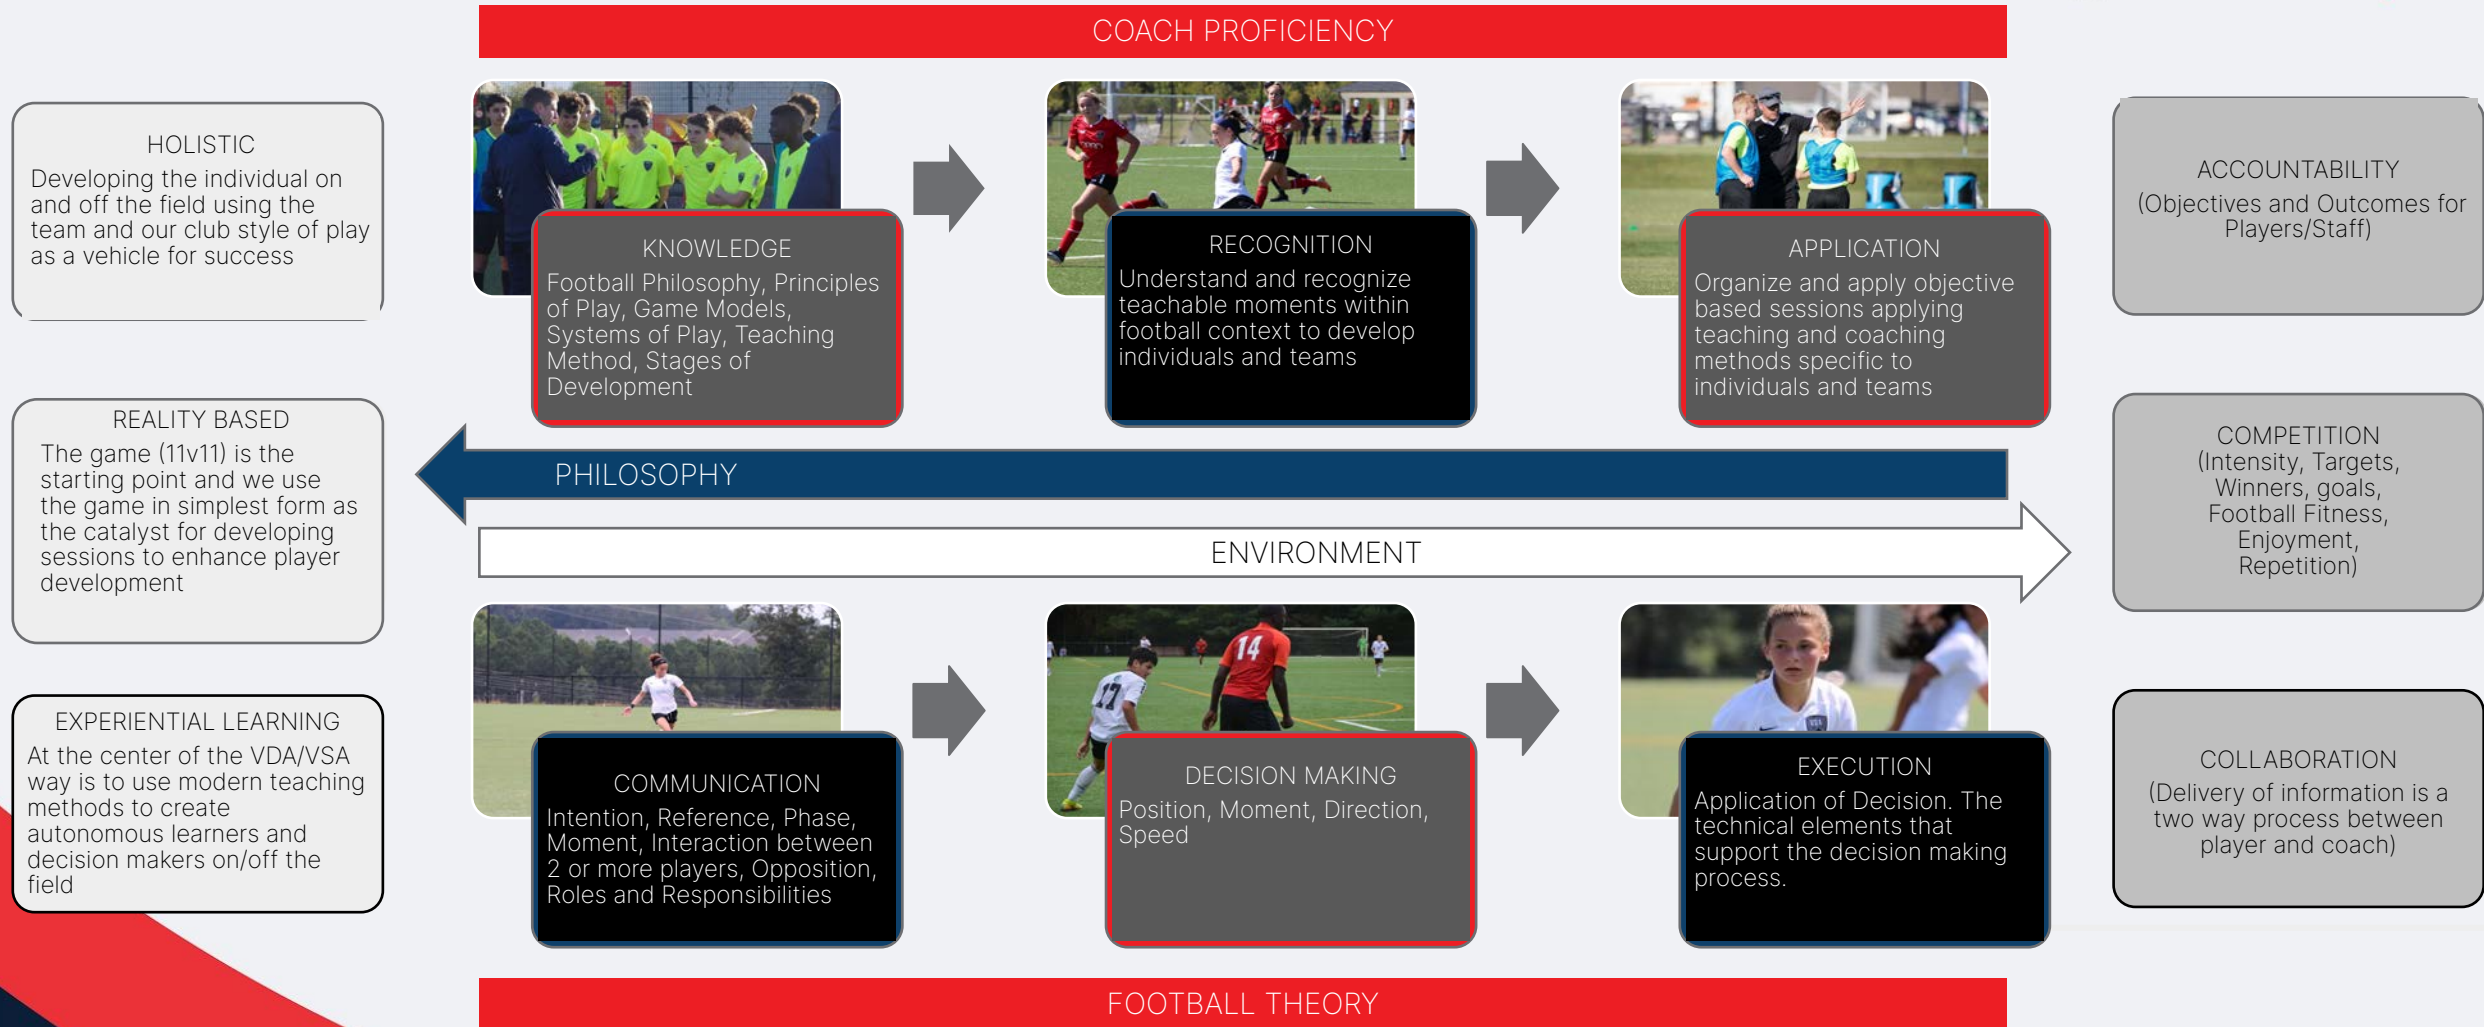 COACH PROFICIENCY
HOLISTIC
Developing the individual on
and off the field using the
team and our club style of play
as a vehicle for success
REALITY BASED
The game (11v11) is the
starting point and we use
the game in simplest form as
the catalyst for developing
sessions to enhance player
development
EXPERIENTIAL LEARNING
At the center of the VDA/VSA
way is to use modern teaching
methods to create
autonomous learners and
decision makers on/off the
field
KNOWLEDGE
Football Philosophy, Principles
of Play, Game Models,
Systems of Play, Teaching
Method, Stages of
Development
RECOGNITION
Understand and recognize
teachable moments within
football context to develop
individuals and teams
APPLICATION
Organize and apply objective
based sessions applying
teaching and coaching
methods specific to
individuals and teams
PHILOSOPHY
ENVIRONMENT
14
17
COMMUNICATION
Intention, Reference, Phase,
Moment, Interaction between
2 or more players, Opposition,
Roles and Responsibilities
DECISION MAKING
Position, Moment, Direction,
Speed
VSA
EXECUTION
Application of Decision. The
technical elements that
support the decision making
process.
ACCOUNTABILITY
(Objectives and Outcomes for
Players/Staff)
COMPETITION
(Intensity, Targets,
Winners, goals,
Football Fitness,
Enjoyment,
Repetition)
COLLABORATION
(Delivery of information is a
two way process between
player and coach)
FOOTBALL THEORY